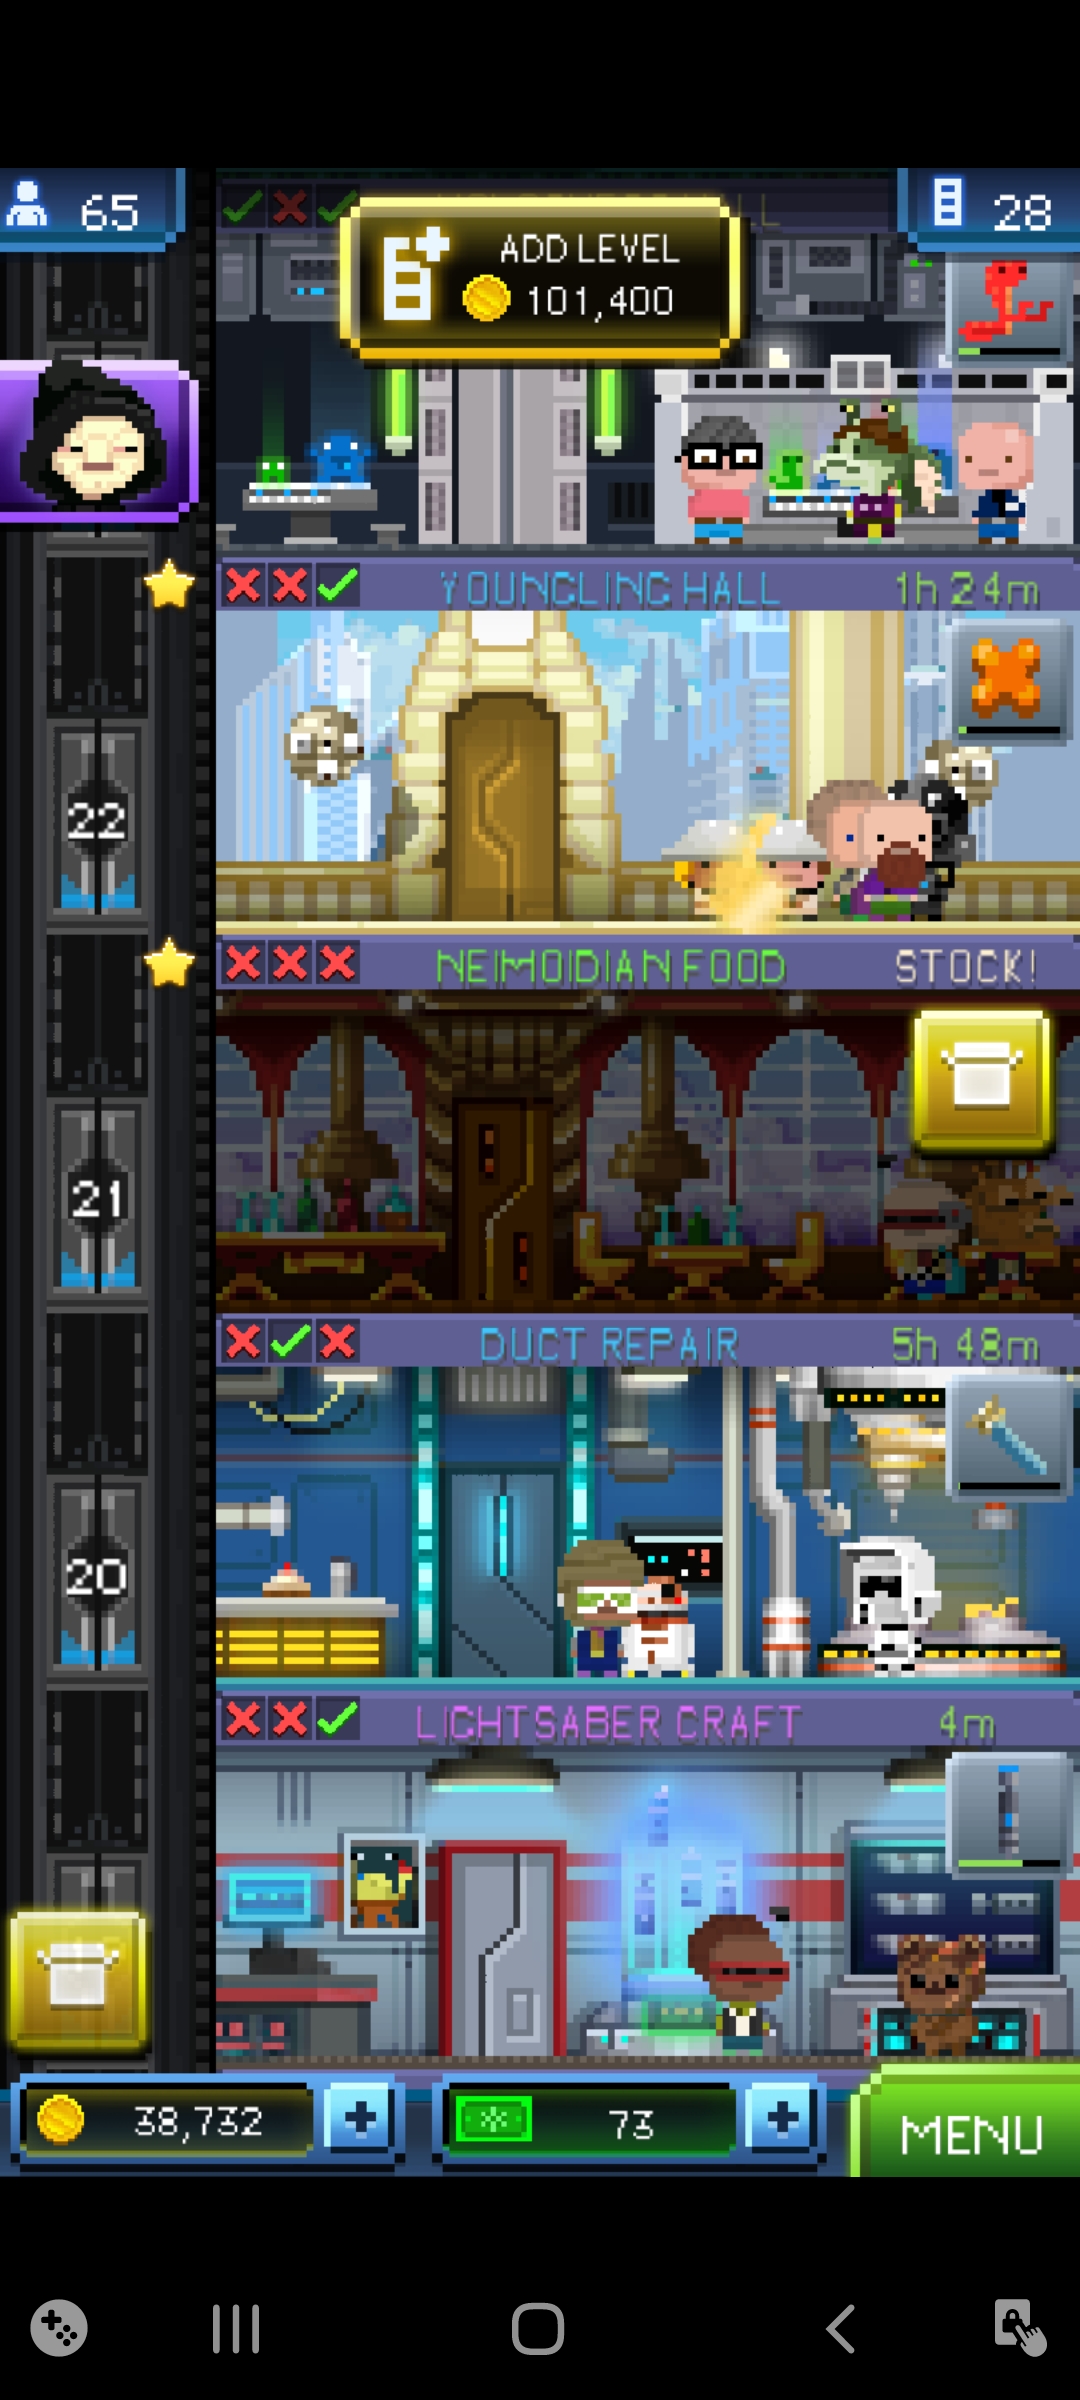 65
28
ADD LEVEL
101,400
YOUNGLING HALL
1h 24m
22
NEIMOIDIAN FOOD
STOCK!
21
DUCT REPAIR
5h 48m
20
LIGHTSABER CRAFT
4m
38,732
73
MENU